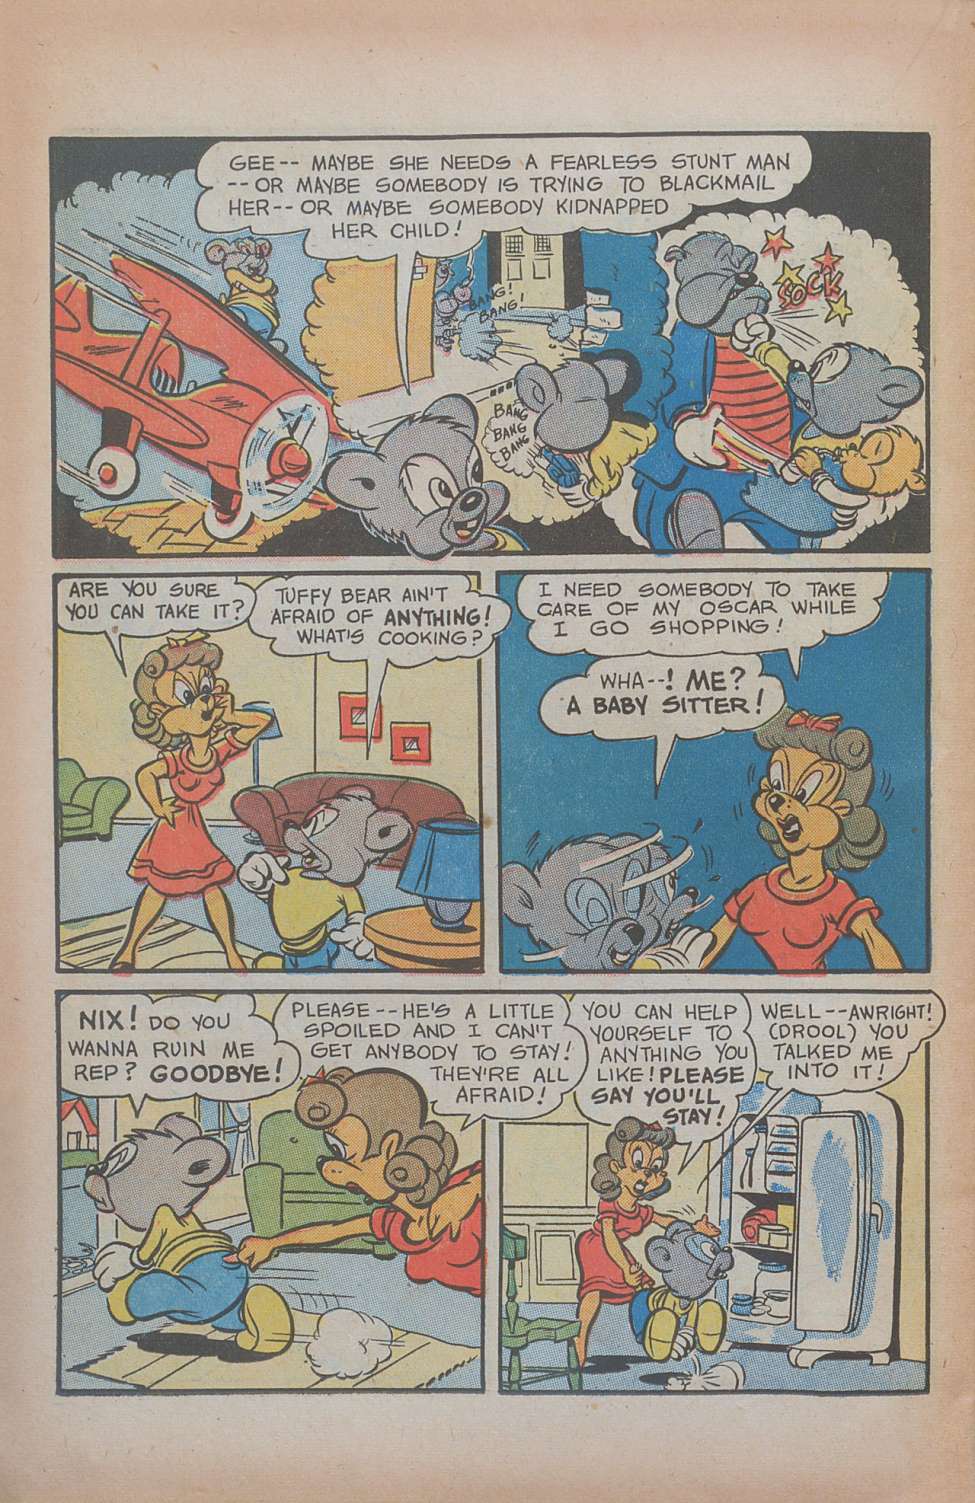 GEE-- MAYBE SHE NEEDS A FEARLESS STUNT MAN
--OR MAYBE SOMEBODY IS TRYING TO BLACKMAIL
HER--OR MAYBE SOMEBODY KIDNAPPED
HER CHILD!
BANG!
BANG!
BANG
BANG
BANG
SOCK
ARE YOU SURE
YOU CAN TAKE IT?
TUFFY BEAR AIN'T
AFRAID OF ANYTHING!
WHAT'S COOKING?
I NEED SOMEBODY TO TAKE
CARE OF MY OSCAR WHILE
I GO SHOPPING!
WHA--! ME?
A BABY SITTER!
NIX! DO YOU
WANNA RUIN ME
REP? GOODBYE!
PLEASE--HE'S A LITTLE
SPOILED AND I CAN'T
GET ANYBODY TO STAY!
THEY'RE ALL
AFRAID!
YOU CAN HELP
YOURSELF TO
ANYTHING YOU
LIKE! PLEASE
SAY YOU'LL
STAY!
WELL--AWRIGHT!
(DROOL) YOU
TALKED ME
INTO IT!